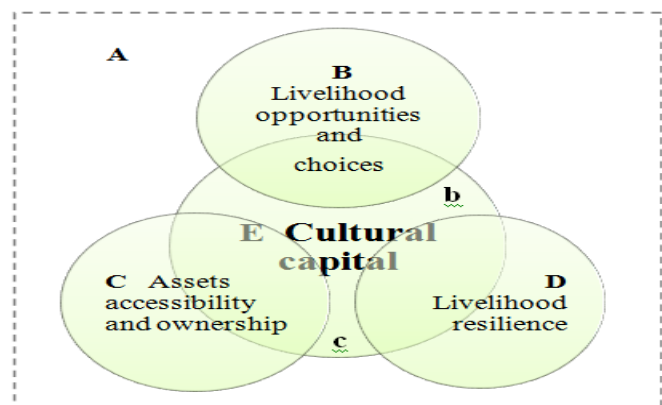 A
B
Livelihood
opportunities
and
choices
b
E Cultural
capital
C Assets
accessibility
and ownership
D
Livelihood
resilience
c